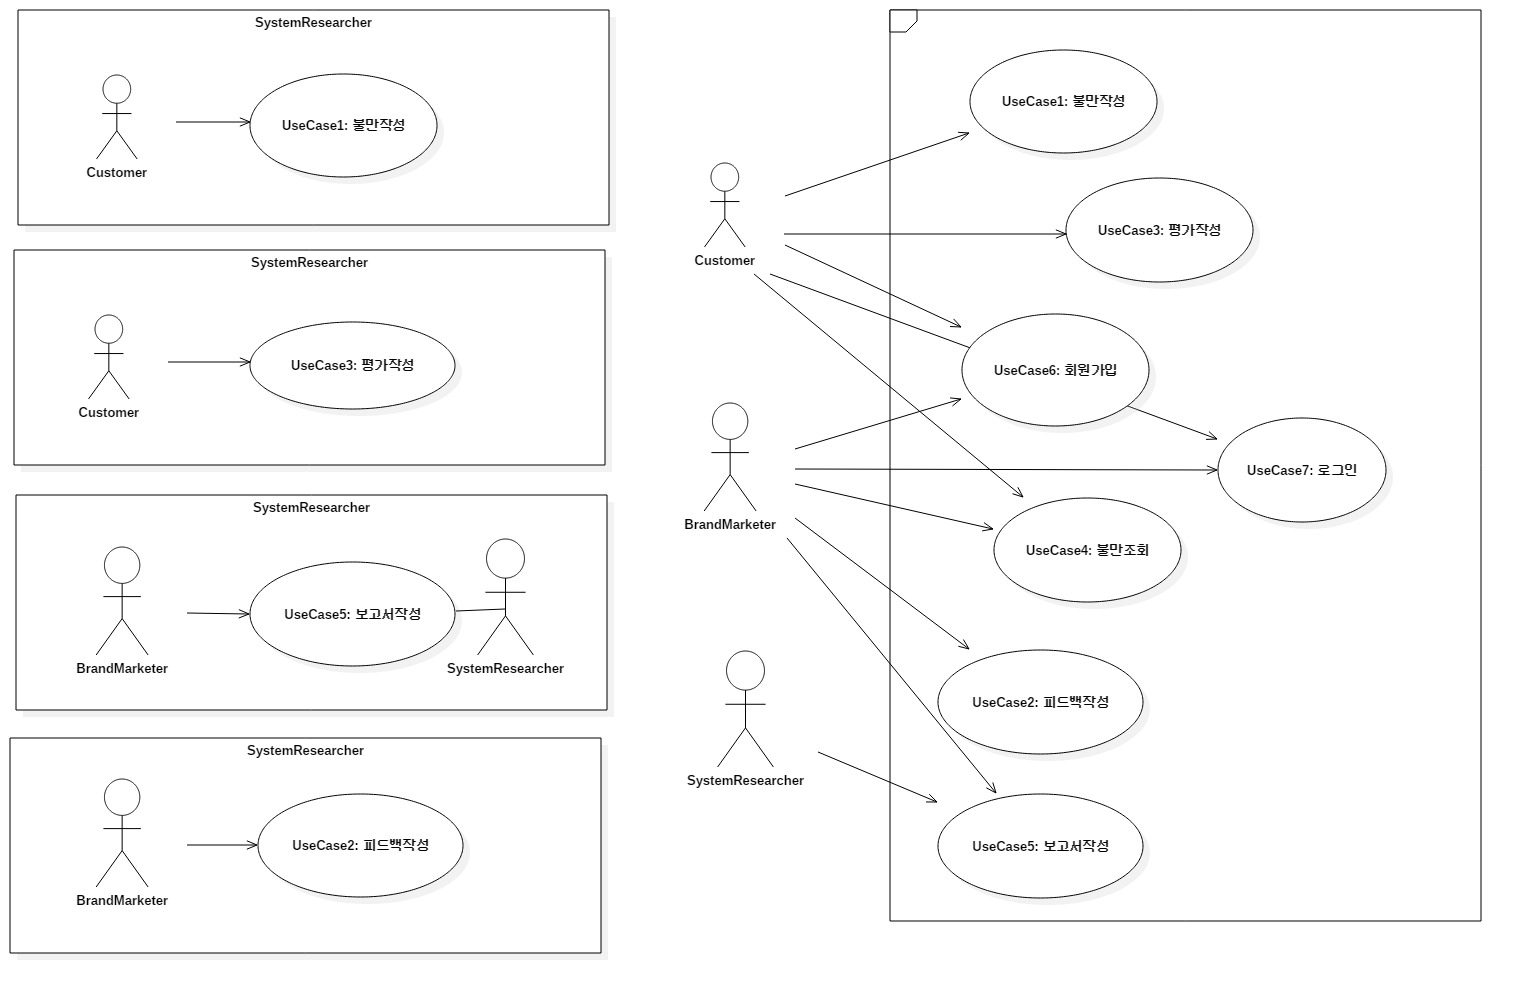 SystemResearcher
UseCase1: 불만작성
Customer
SystemResearcher
UseCase3: 평가작성
Customer
SystemResearcher
UseCase5: 보고서작성
BrandMarketer
SystemResearcher
SystemResearcher
UseCase2: 피드백작성
BrandMarketer
UseCase1: 불만작성
UseCase3: 평가작성
Customer
UseCase6: 회원가입
UseCase7: 로그인
BrandMarketer
UseCase4: 불만조회
UseCase2: 피드백작성
SystemResearcher
UseCase5: 보고서작성